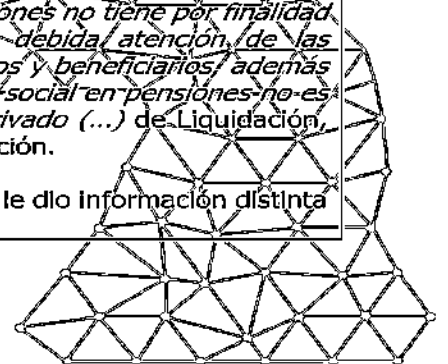 ones no tiene por finalidad
debida atención de las
os y beneficiarios, además
social en pensiones no es
ivado (...) de Liquidación,
ción.
le dio información distinta